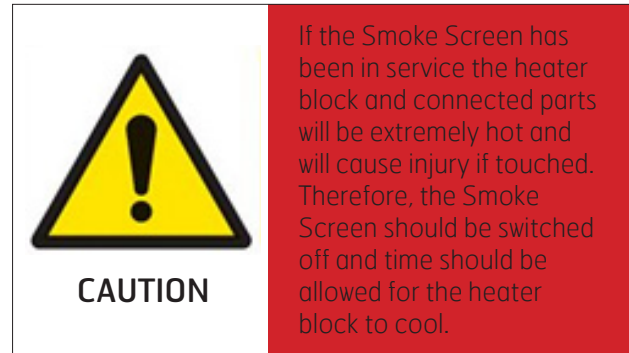 CAUTION
If the Smoke Screen has
been in service the heater
block and connected parts
will be extremely hot and
will cause injury if touched.
Therefore, the Smoke
Screen should be switched
off and time should be
allowed for the heater
block to cool.